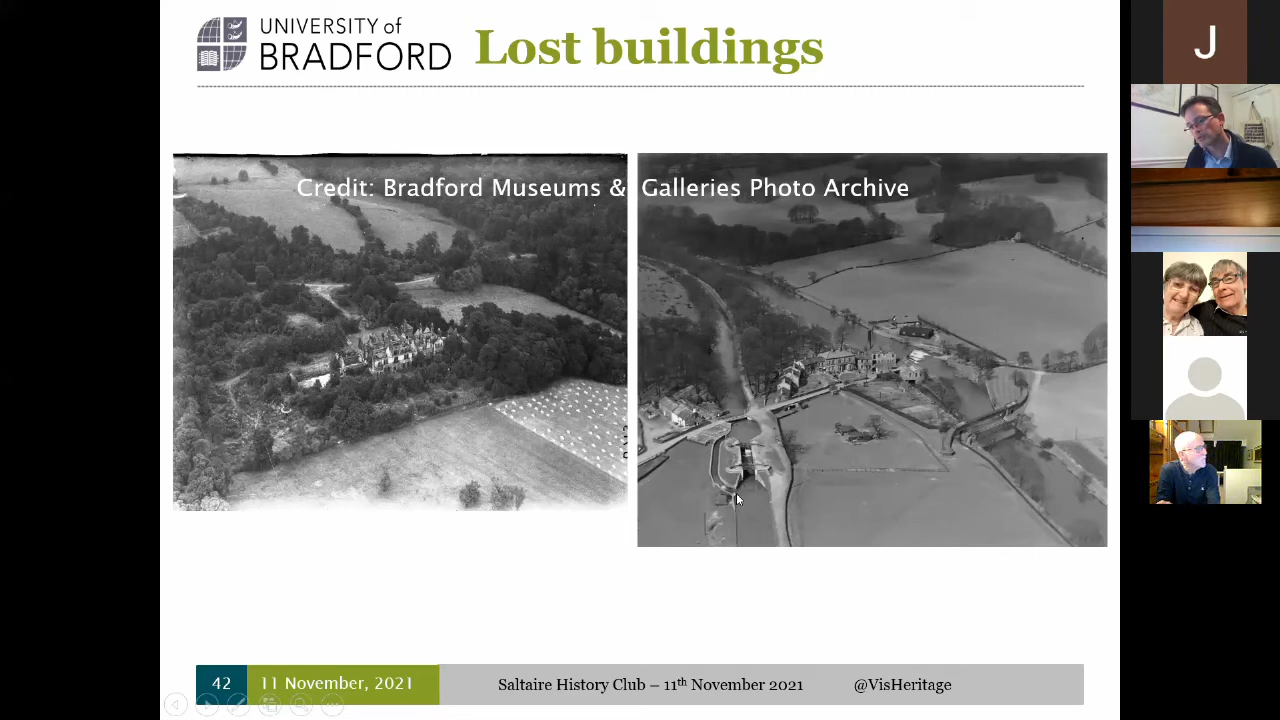 UNIVERSITY of
BRADFORD
Lost buildings
Credit: Bradford Museums & Galleries Photo Archive
42
11 November, 2021
Saltaire History Club – 11th November 2021
@VisHeritage
J